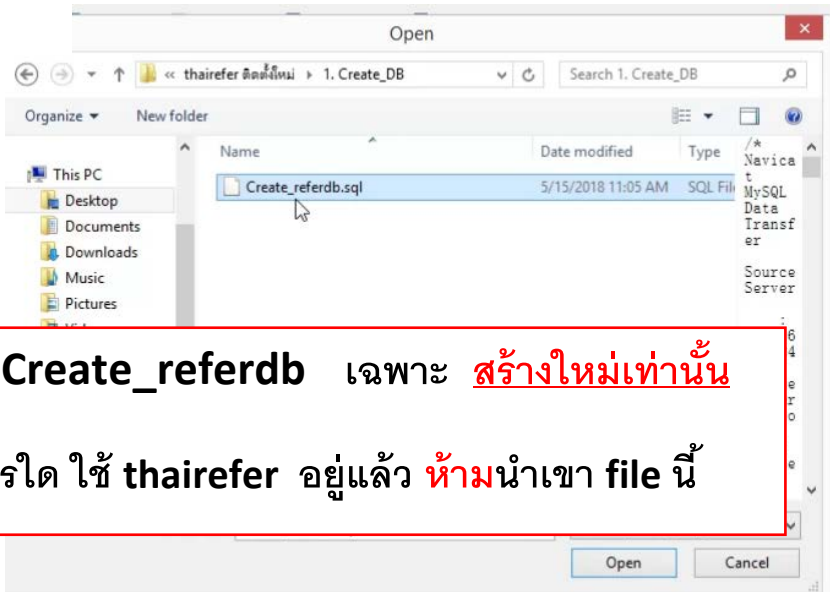 Open
« thairefer ติดตั้งใหม่ ▸ 1. Create_DB
Search 1. Create_DB
Organize
New folder
Name
Date modified
Type
This PC
Desktop
Documents
Downloads
Music
Pictures
Create_referdb.sql
5/15/2018 11:05 AM
SQL File
/*
Navica
t
MySQL
Data
Transf
er
Source
Server
:
Create_referdb เฉพาะ สร้างใหม่เท่านั้น
ใด ใช้ thairefer อยู่แล้ว ห้ามนำเขา file นี้
Open
Cancel